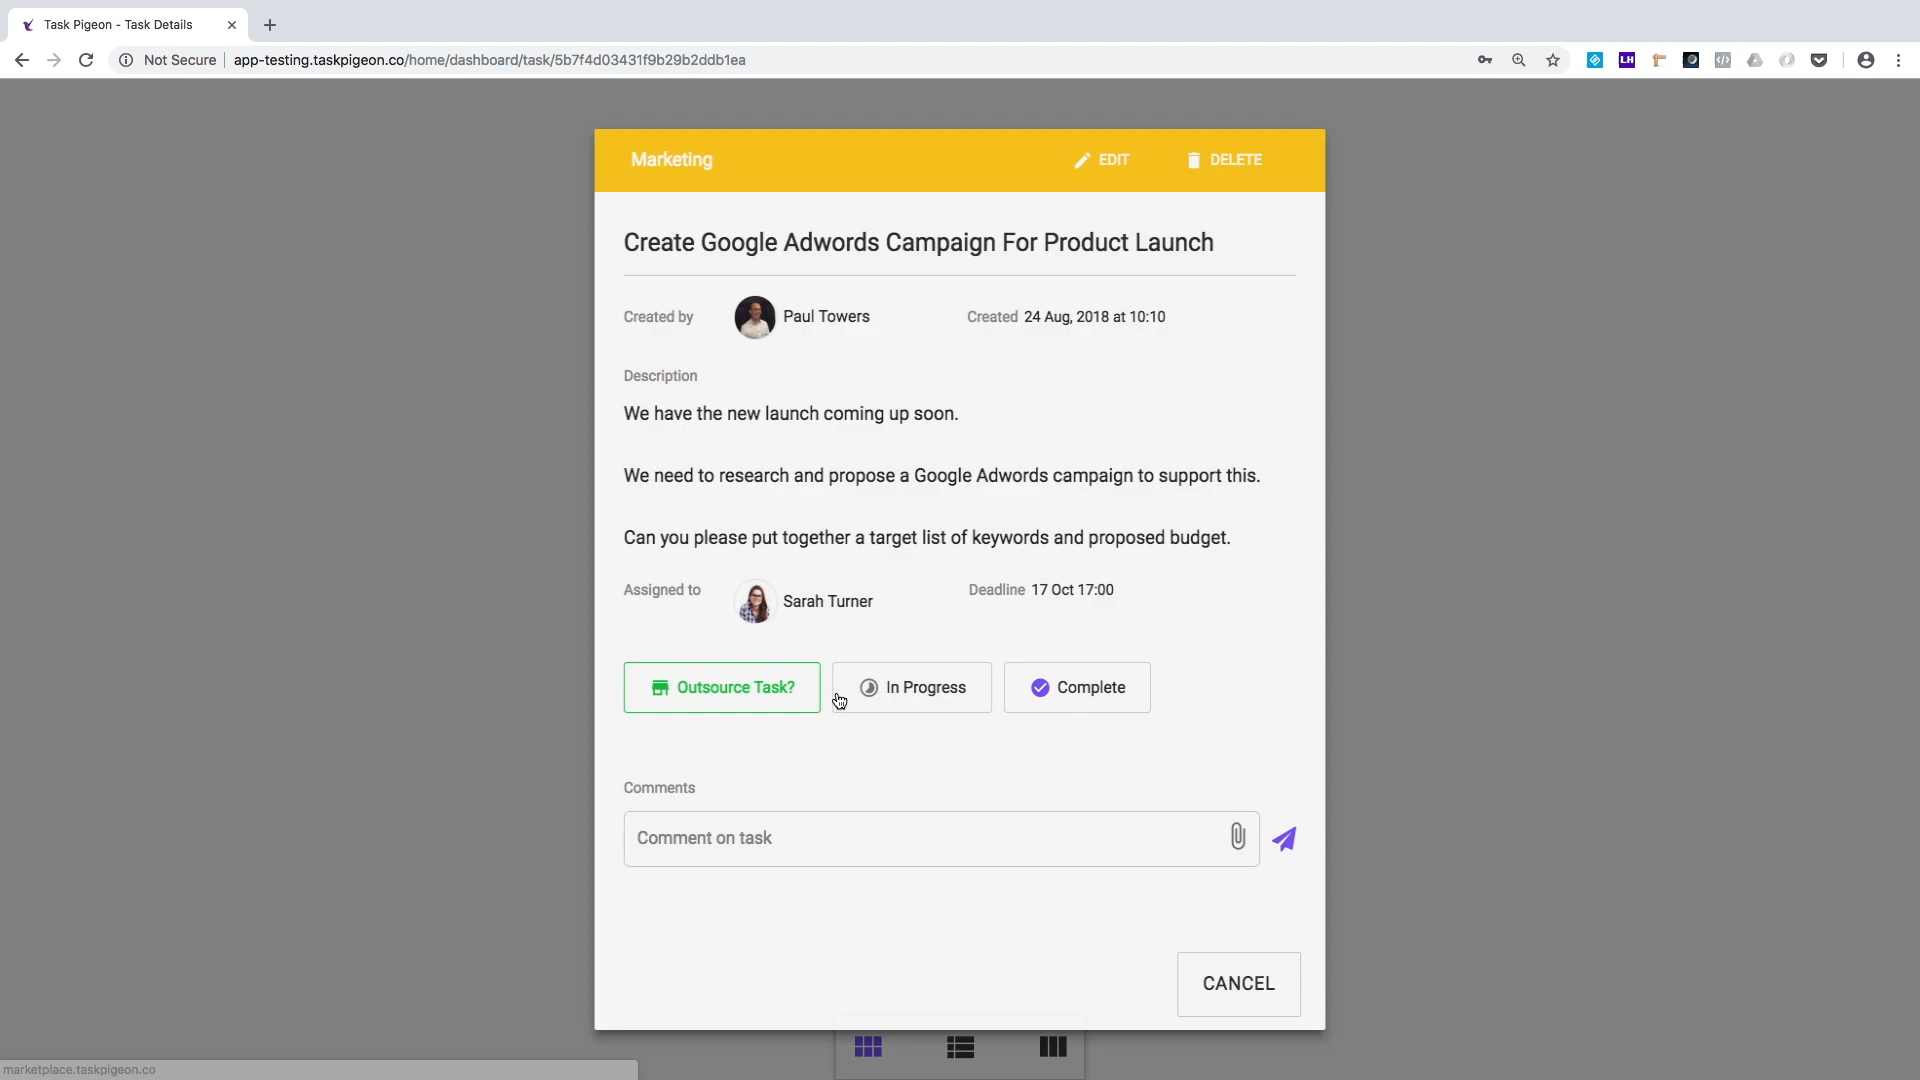 Task Pigeon - Task Details
Not Secure app-testing.taskpigeon.co/home/dashboard/task/5b7f4d03431f9b29b2ddb1ea
LH
Marketing EDIT DELETE
Create Google Adwords Campaign For Product Launch
Created by Paul Towers Created 24 Aug, 2018 at 10:10
Description
We have the new launch coming up soon.
We need to research and propose a Google Adwords campaign to support this.
Can you please put together a target list of keywords and proposed budget.
Assigned to Sarah Turner Deadline 17 Oct 17:00
Outsource Task? In Progress Complete
Comments
Comment on task
CANCEL
marketplace.taskpigeon.co